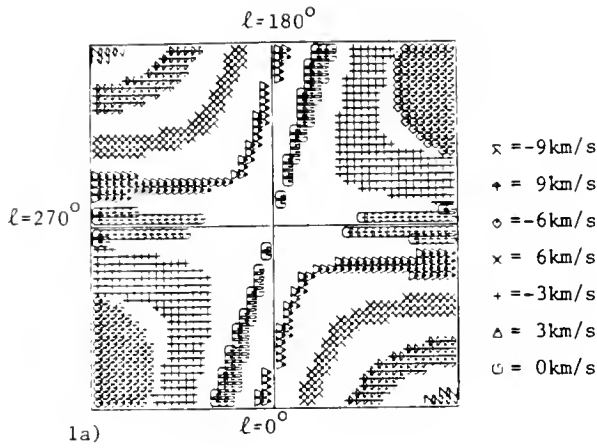 ℓ=180°
ℓ=270°
= -9km/s
= 9km/s
= -6km/s
= 6km/s
= -3km/s
= 3km/s
= 0km/s
1a)
ℓ=0°